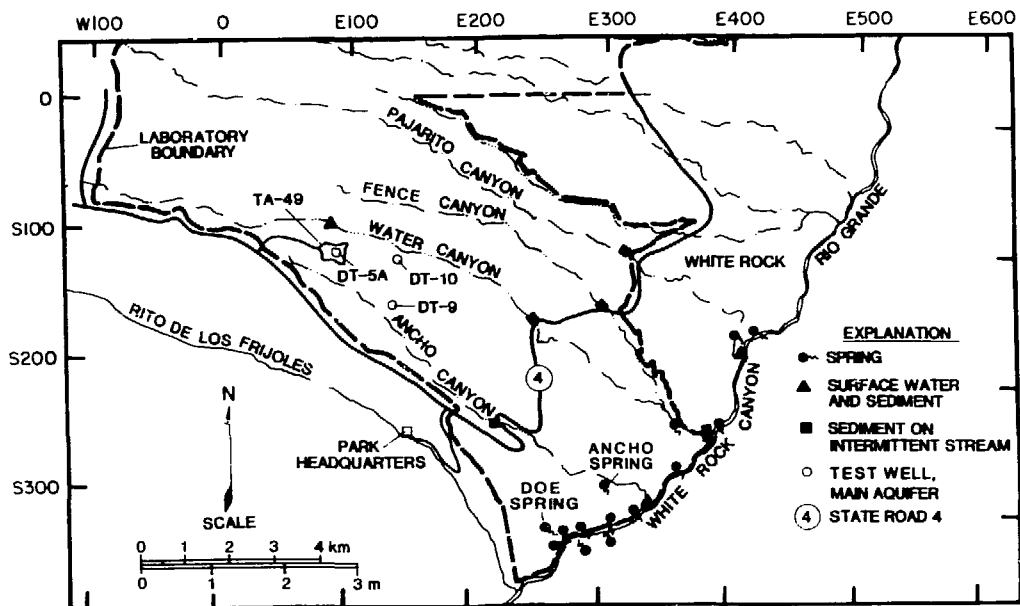 W100 0 E100 E200 E300 E400 E500 E600
0
S100
S200
S300
LABORATORY
BOUNDARY
PAJARITO CANYON
FENCE CANYON
TA-49
WATER CANYON
DT-5A
DT-10
DT-9
ANCHO
CANYON
WHITE ROCK
RIO GRANDE
RITO DE LOS FRIJOLES
4
N
SCALE
PARK
HEADQUARTERS
ANCHO
SPRING
DOE
SPRING
WHITE ROCK CANYON
EXPLANATION
SPRING
SURFACE WATER
AND SEDIMENT
SEDIMENT ON
INTERMITTENT STREAM
TEST WELL,
MAIN AQUIFER
4 STATE ROAD 4
0 1 2 3 4 km
0 1 2 3 m